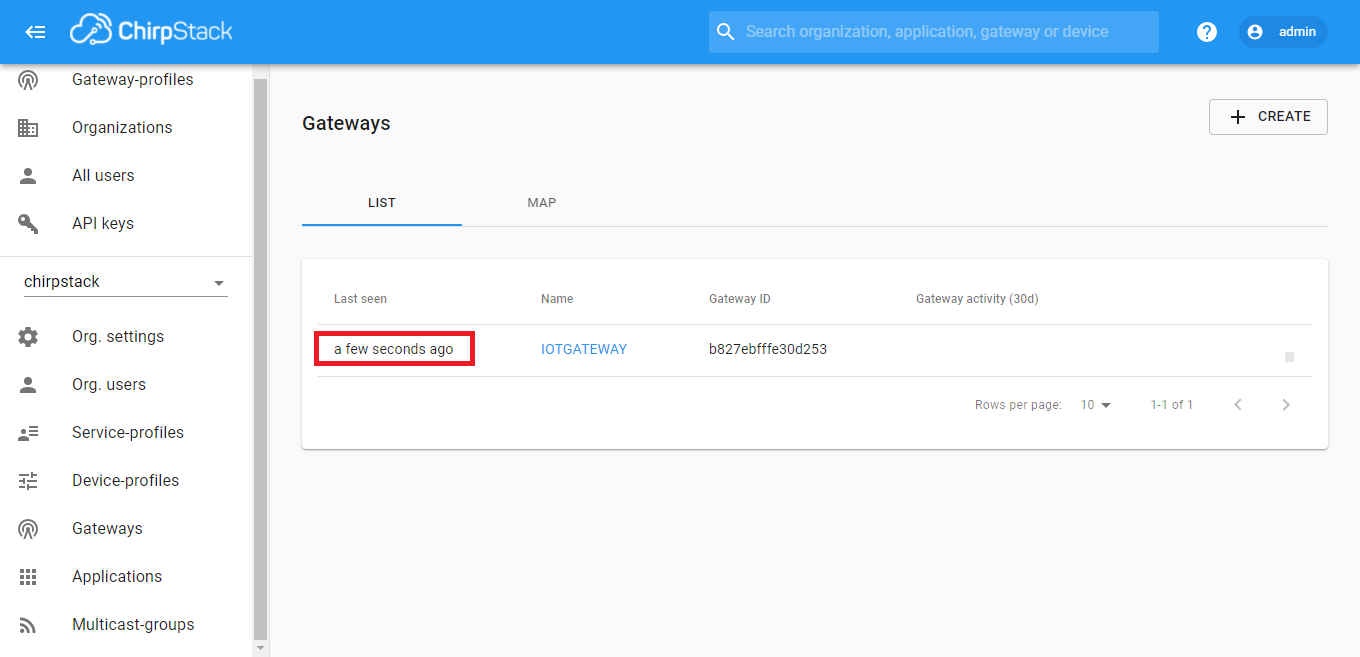 ChirpStack
Search organization, application, gateway or device
? admin
Gateway-profiles
Organizations
All users
API keys
chirpstack
Org. settings
Org. users
Service-profiles
Device-profiles
Gateways
Applications
Multicast-groups
Gateways
+ CREATE
LIST MAP
Last seen Name Gateway ID Gateway activity (30d)
a few seconds ago IOTGATEWAY b827ebfffe30d253
Rows per page: 10 1-1 of 1